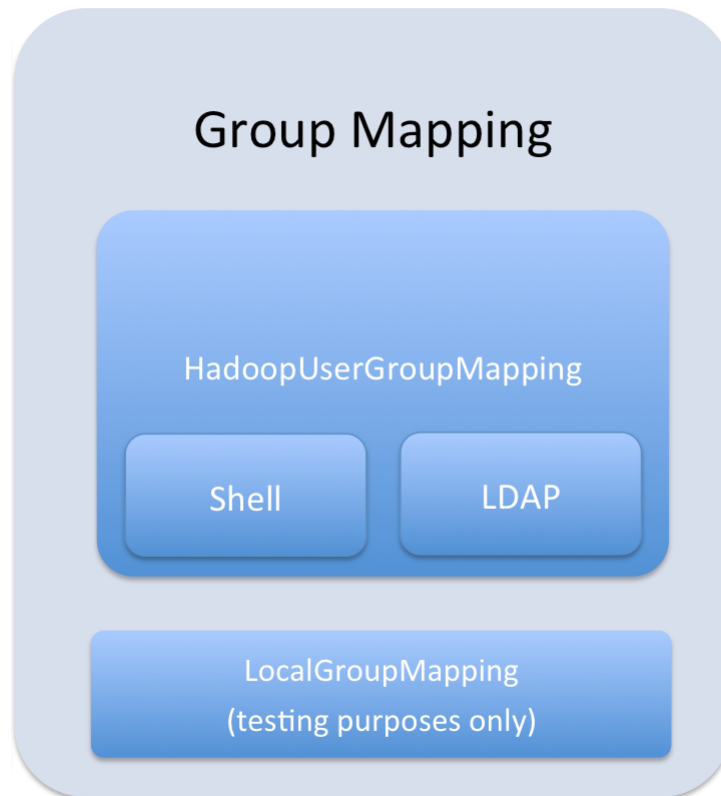 Group Mapping
HadoopUserGroupMapping
Shell
LDAP
LocalGroupMapping
(testing purposes only)